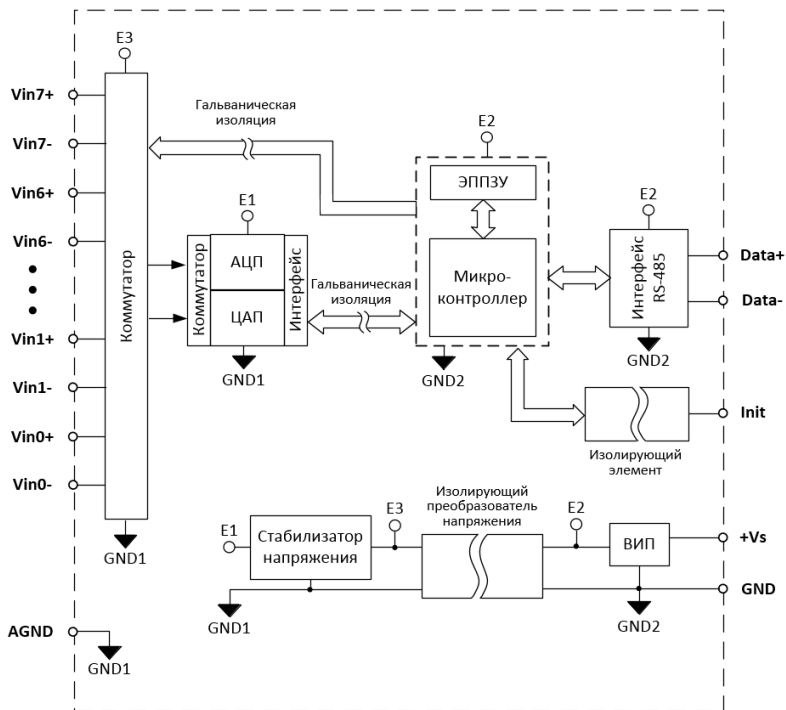 E3
Vin7+
Vin7-
Vin6+
Vin6-
Vin1+
Vin1-
Vin0+
Vin0-
Коммутатор
GND1
AGND
GND1
Гальваническая
изоляция
E1
Коммутатор
АЦП
ЦАП
Интерфейс
GND1
Гальваническая
изоляция
E2
ЭППЗУ
Микро-
контроллер
GND2
E2
Интерфейс
RS-485
GND2
Data+
Data-
Init
Изолирующий
элемент
E1
Стабилизатор
напряжения
GND1
E3
Изолирующий
преобразователь
напряжения
E2
ВИП
GND2
+Vs
GND